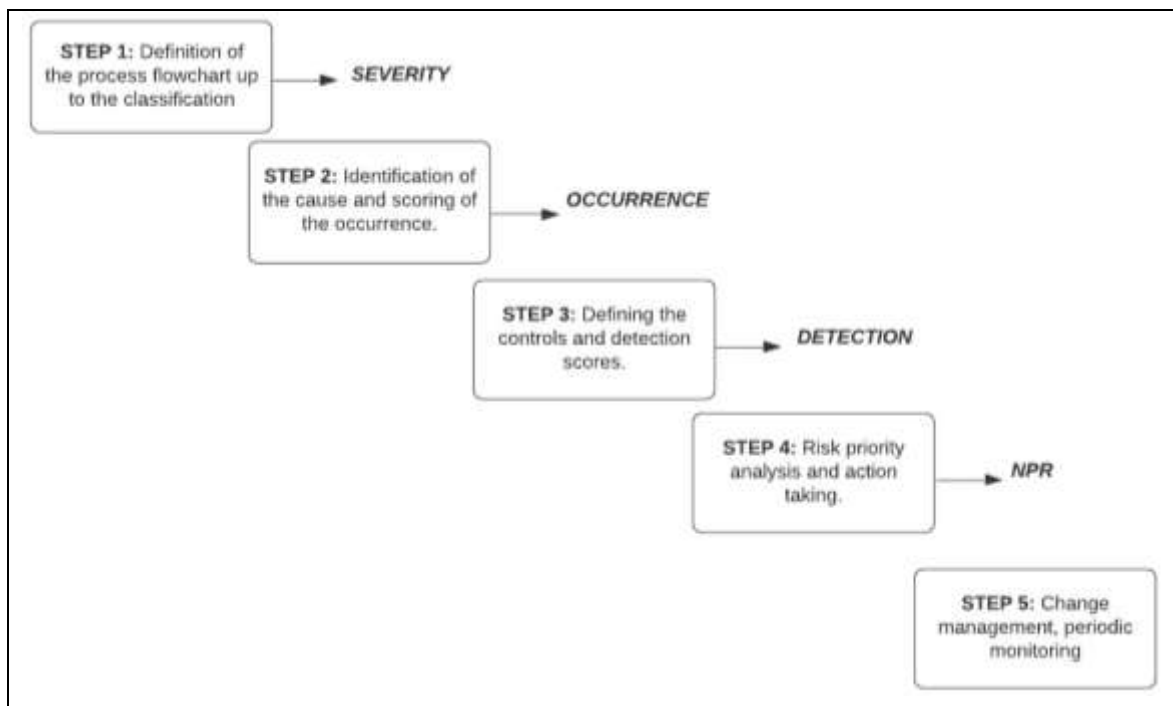 STEP 1: Definition of
the process flowchart up
to the classification
SEVERITY
STEP 2: Identification of
the cause and scoring of
the occurrence.
OCCURRENCE
STEP 3: Defining the
controls and detection
scores.
DETECTION
STEP 4: Risk priority
analysis and action
taking.
NPR
STEP 5: Change
management, periodic
monitoring